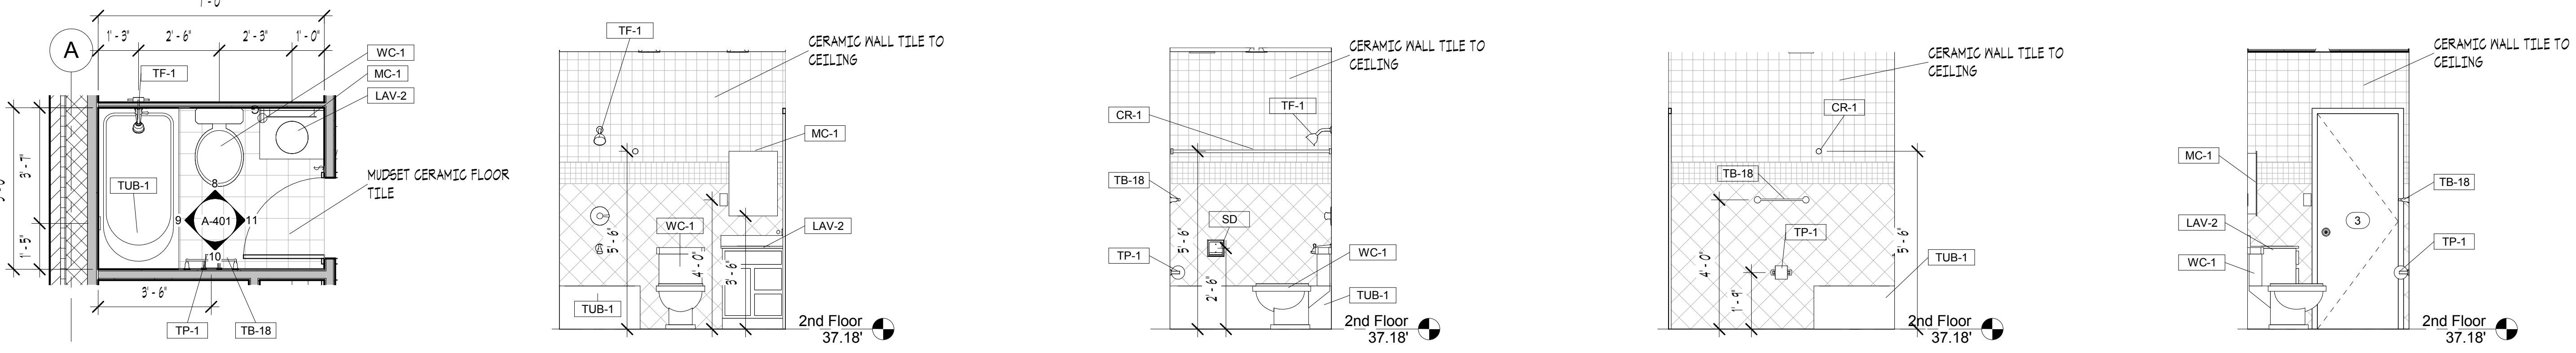 1' - 3"
2' - 6"
2' - 3"
1' - 0"
A
WC-1
MC-1
LAV-2
TF-1
3' - 7"
1' - 5"
TUB-1
MUDSET CERAMIC FLOOR
TILE
8
9
A-401
11
10
3' - 6"
TP-1
TB-18
TF-1
CERAMIC WALL TILE TO
CEILING
MC-1
WC-1
LAV-2
TUB-1
5' - 6"
4' - 0"
3' - 6"
2nd Floor
37.18'
CERAMIC WALL TILE TO
CEILING
CR-1
TF-1
TB-18
SD
TP-1
WC-1
TUB-1
5' - 6"
2' - 6"
2nd Floor
37.18'
CERAMIC WALL TILE TO
CEILING
CR-1
TB-18
TP-1
TUB-1
4' - 0"
1' - 9"
5' - 6"
2nd Floor
37.18'
CERAMIC WALL TILE TO
CEILING
MC-1
TB-18
LAV-2
3
WC-1
TP-1
2nd Floor
37.18'